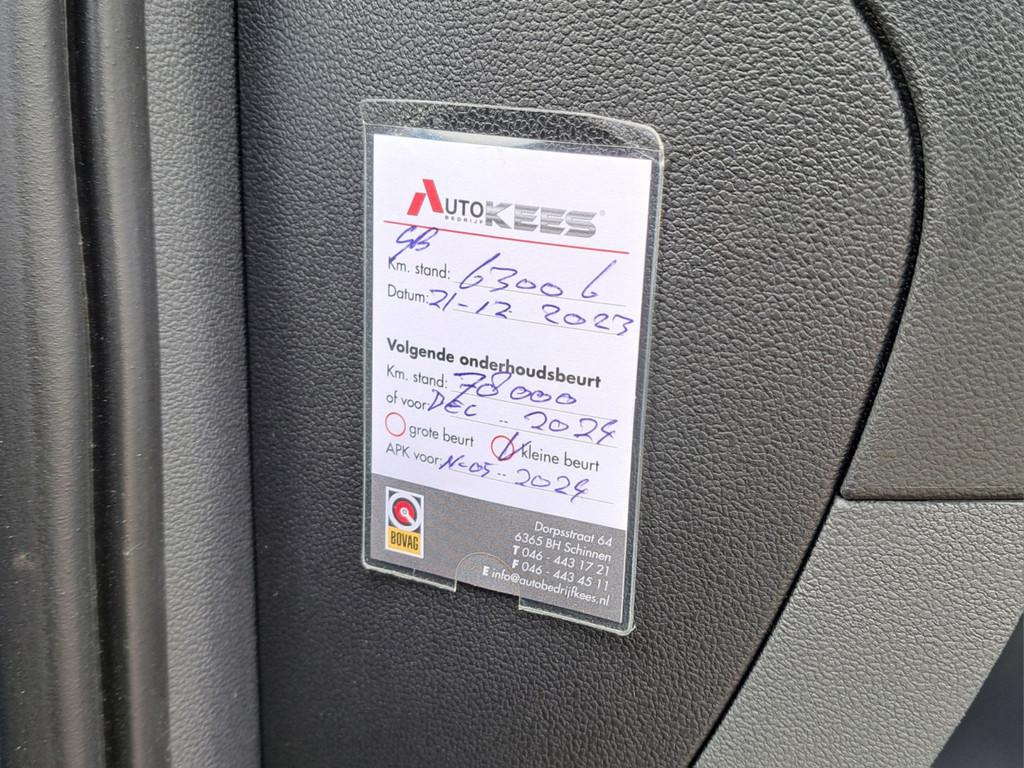 AUTO BEDRIJF KEES®
GB
Km. stand: 63006
Datum: 21-12 2023
Volgende onderhoudsbeurt
Km. stand: 78000
of voor DEC .. 2024
grote beurt kleine beurt
APK voor: -05-- 2024
BOVAG
Dorpsstraat 64
6365 BH Schinnen
T 046 - 443 17 21
F 046 - 443 45 11
E info@autobedrijfkees.nl